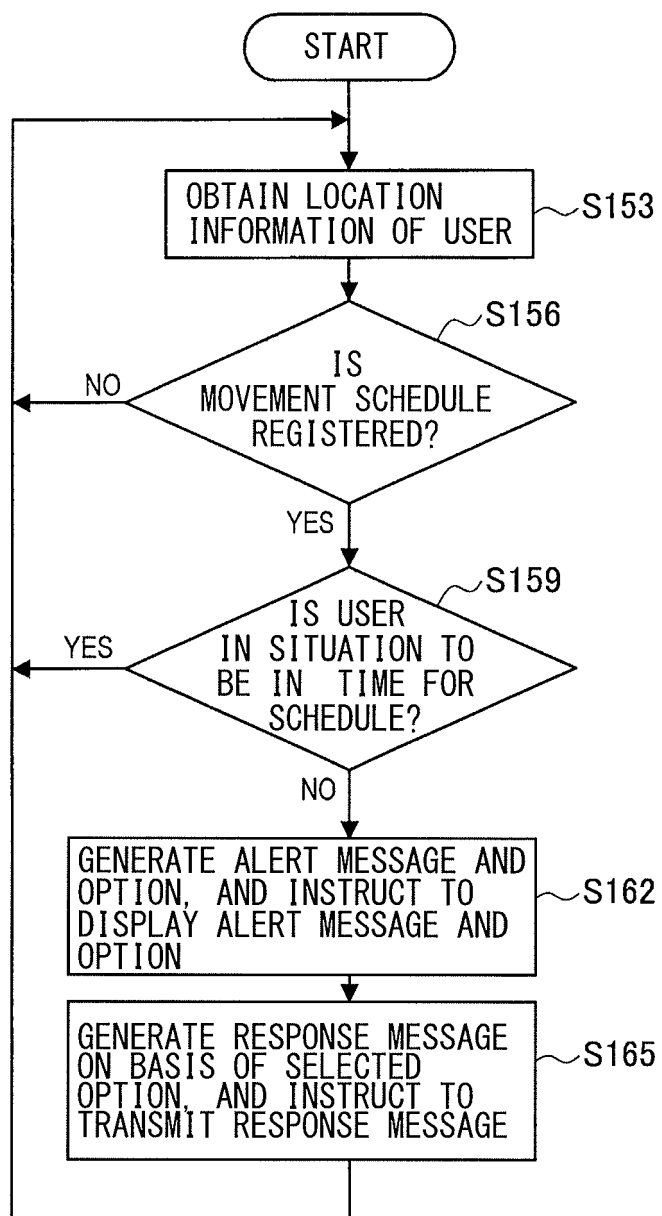 START
OBTAIN LOCATION
INFORMATION OF USER
S153
S156
IS
MOVEMENT SCHEDULE
REGISTERED?
NO
YES
S159
IS USER
IN SITUATION TO
BE IN TIME FOR
SCHEDULE?
YES
NO
GENERATE ALERT MESSAGE AND
OPTION, AND INSTRUCT TO
DISPLAY ALERT MESSAGE AND
OPTION
S162
GENERATE RESPONSE MESSAGE
ON BASIS OF SELECTED
OPTION, AND INSTRUCT TO
TRANSMIT RESPONSE MESSAGE
S165